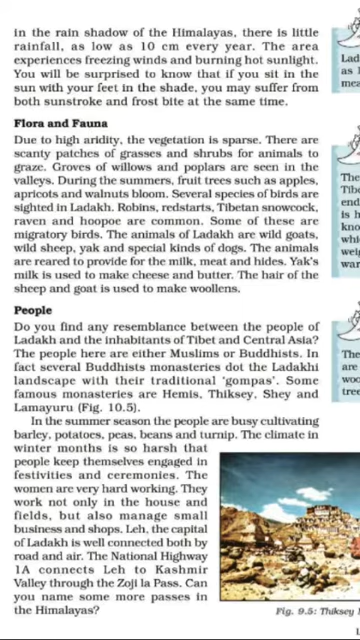 in the rain shadow of the Himalayas, there is little
rainfall, as low as 10 cm every year. The area
experiences freezing winds and burning hot sunlight.
You will be surprised to know that if you sit in the
sun with your feet in the shade, you may suffer from
both sunstroke and frost bite at the same time.
Flora and Fauna
Due to high aridity, the vegetation is sparse. There are
scanty patches of grasses and shrubs for animals to
graze. Groves of willows and poplars are seen in the
valleys. During the summers, fruit trees such as apples,
apricots and walnuts bloom. Several species of birds are
sighted in Ladakh. Robins, redstarts, Tibetan snowcock,
raven and hoopoe are common. Some of these are
migratory birds. The animals of Ladakh are wild goats,
wild sheep, yak and special kinds of dogs. The animals
are reared to provide for the milk, meat and hides. Yak's
milk is used to make cheese and butter. The hair of the
sheep and goat is used to make woollens.
People
Do you find any resemblance between the people of
Ladakh and the inhabitants of Tibet and Central Asia?
The people here are either Muslims or Buddhists. In
fact several Buddhists monasteries dot the Ladakhi
landscape with their traditional 'gompas'. Some
famous monasteries are Hemis, Thiksey, Shey and
Lamayuru (Fig. 10.5).
In the summer season the people are busy cultivating
barley, potatoes, peas, beans and turnip. The climate in
winter months is so harsh that
people keep themselves engaged in
festivities and ceremonies. The
women are very hard working. They
work not only in the house and
fields, but also manage small
business and shops. Leh, the capital
of Ladakh is well connected both by
road and air. The National Highway
1A connects Leh to Kashmir
Valley through the Zoji la Pass. Can
you name some more passes in
the Himalayas?
Fig. 9.5: Thiksey
Lad
as
mea
The
Tibe
end
is h
kno
whi
wei
war
The
are
woo
tree